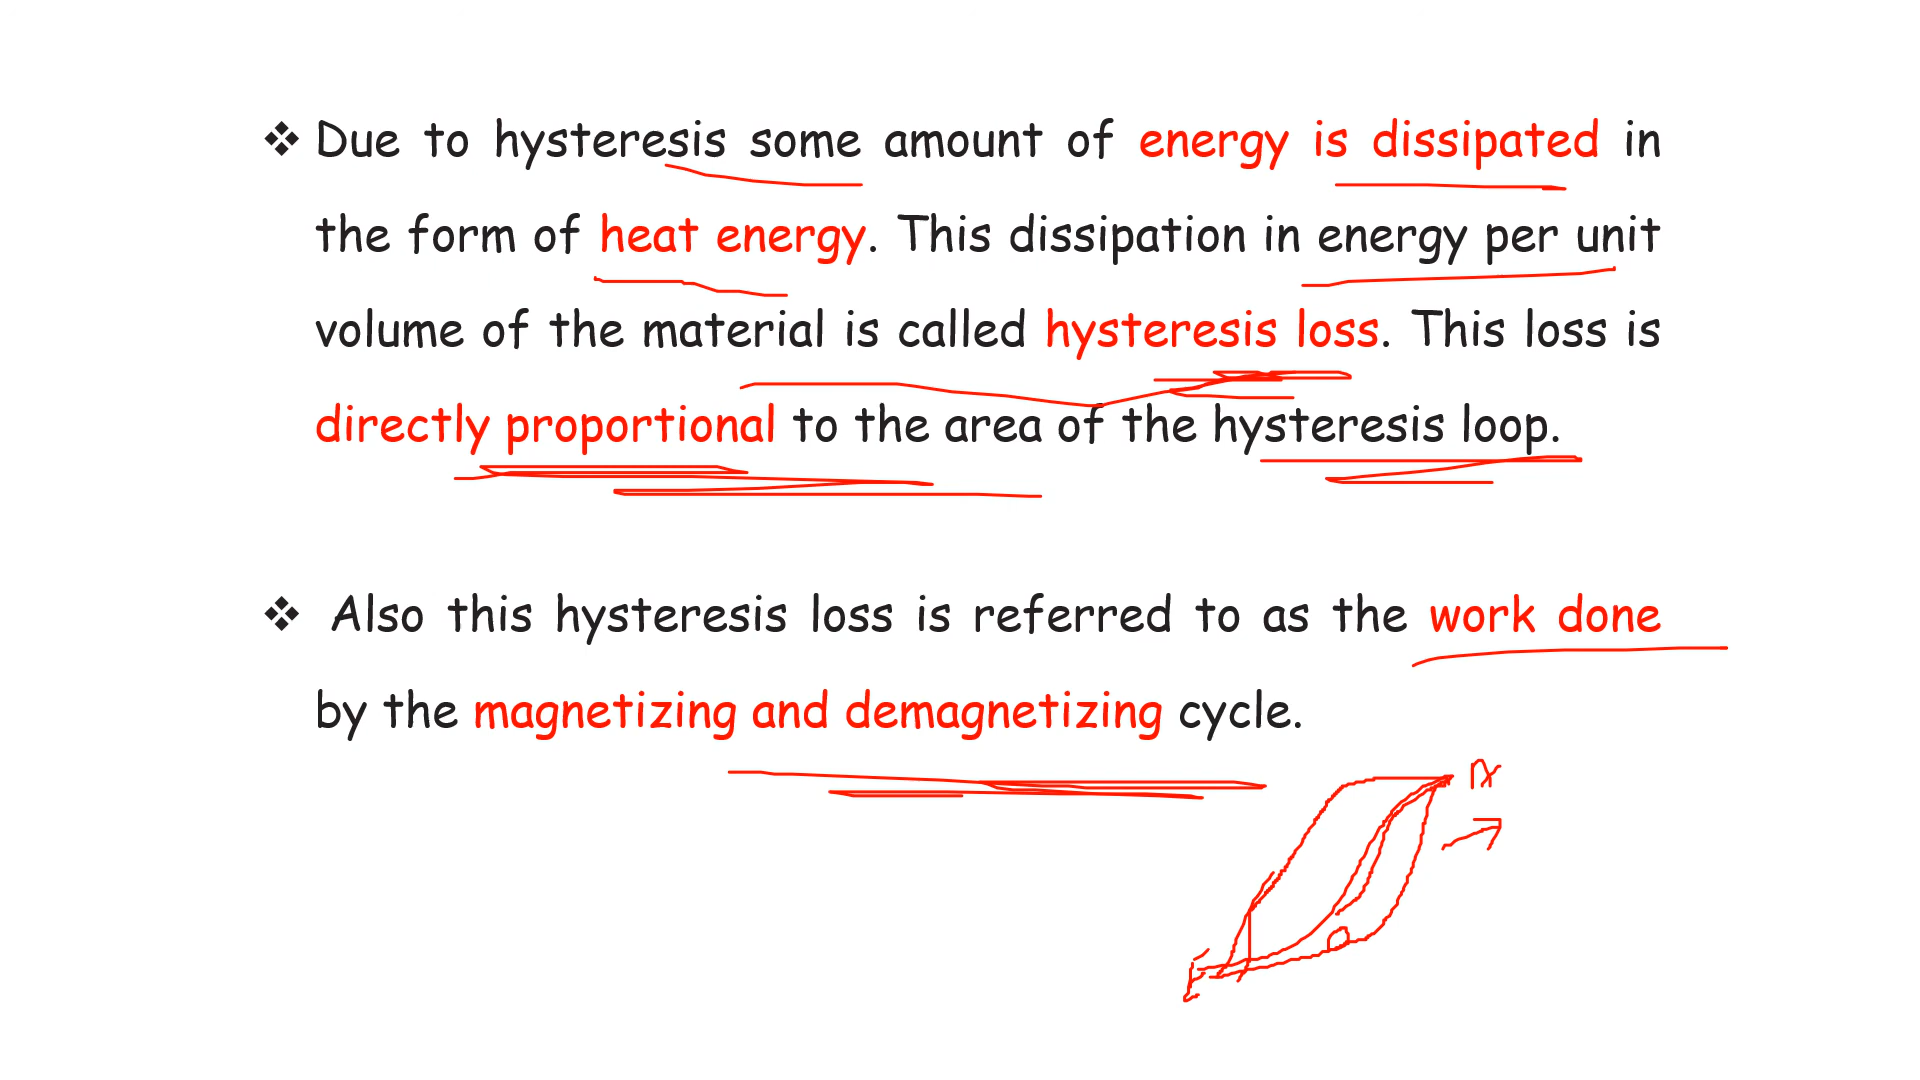 ❖ Due to hysteresis some amount of energy is dissipated in
the form of heat energy. This dissipation in energy per unit
volume of the material is called hysteresis loss. This loss is
directly proportional to the area of the hysteresis loop.
❖ Also this hysteresis loss is referred to as the work done
by the magnetizing and demagnetizing cycle.